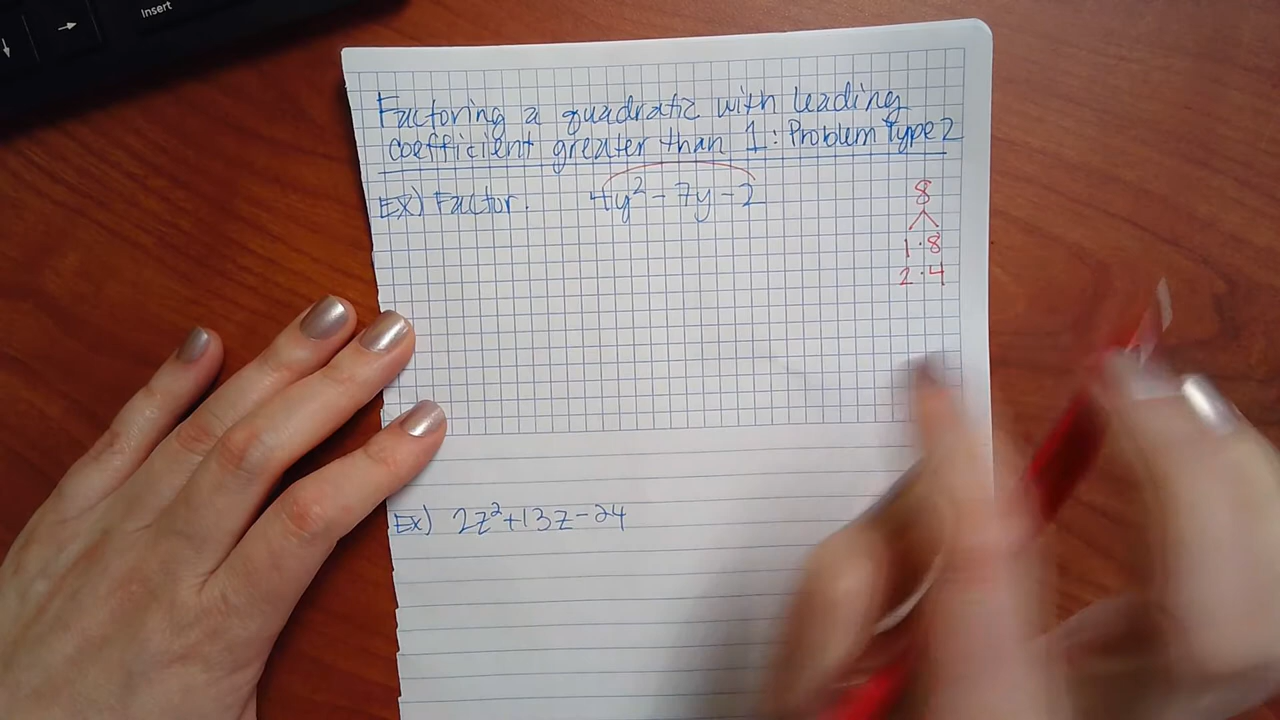 Insert
↓ →
Factoring a quadratic with leading
coefficient greater than 1: Problem Type 2
EX) Factor. 4y² - 7y - 2
8
1·8
2·4
Ex) 2z²+13z-24